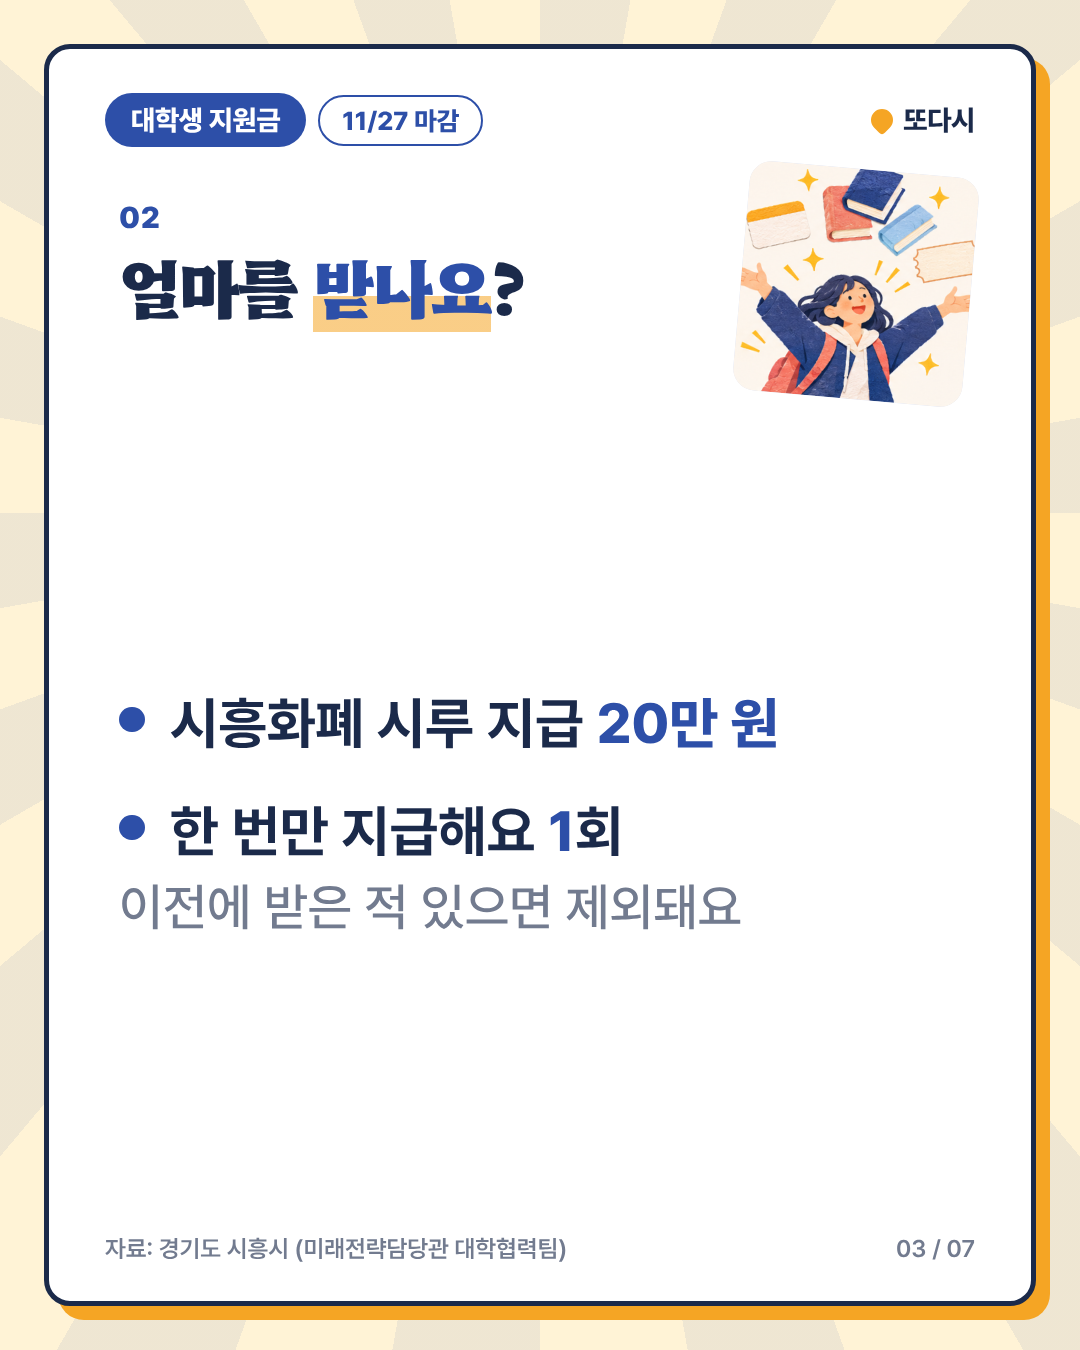 대학생 지원금
11/27 마감
또다시
02
얼마를 받나요?
시흥화폐 시루 지급 20만 원
한 번만 지급해요 1회
이전에 받은 적 있으면 제외돼요
자료: 경기도 시흥시 (미래전략담당관 대학협력팀)
03 / 07